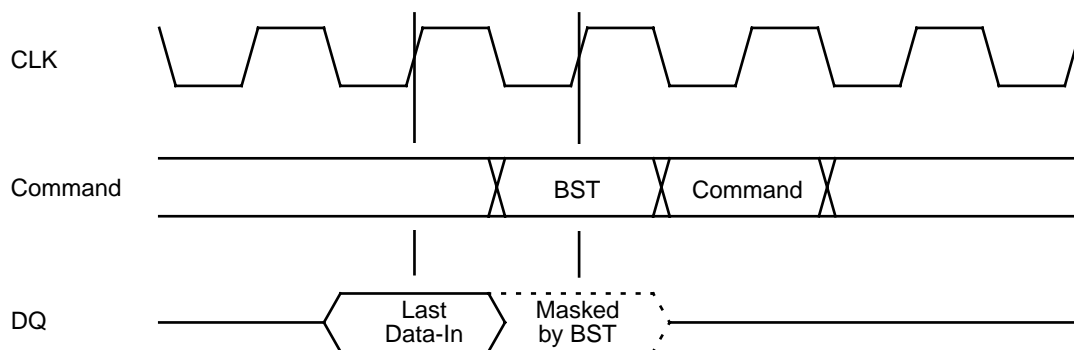 CLK
Command
BST
Command
DQ
Last
Data-In
Masked
by BST